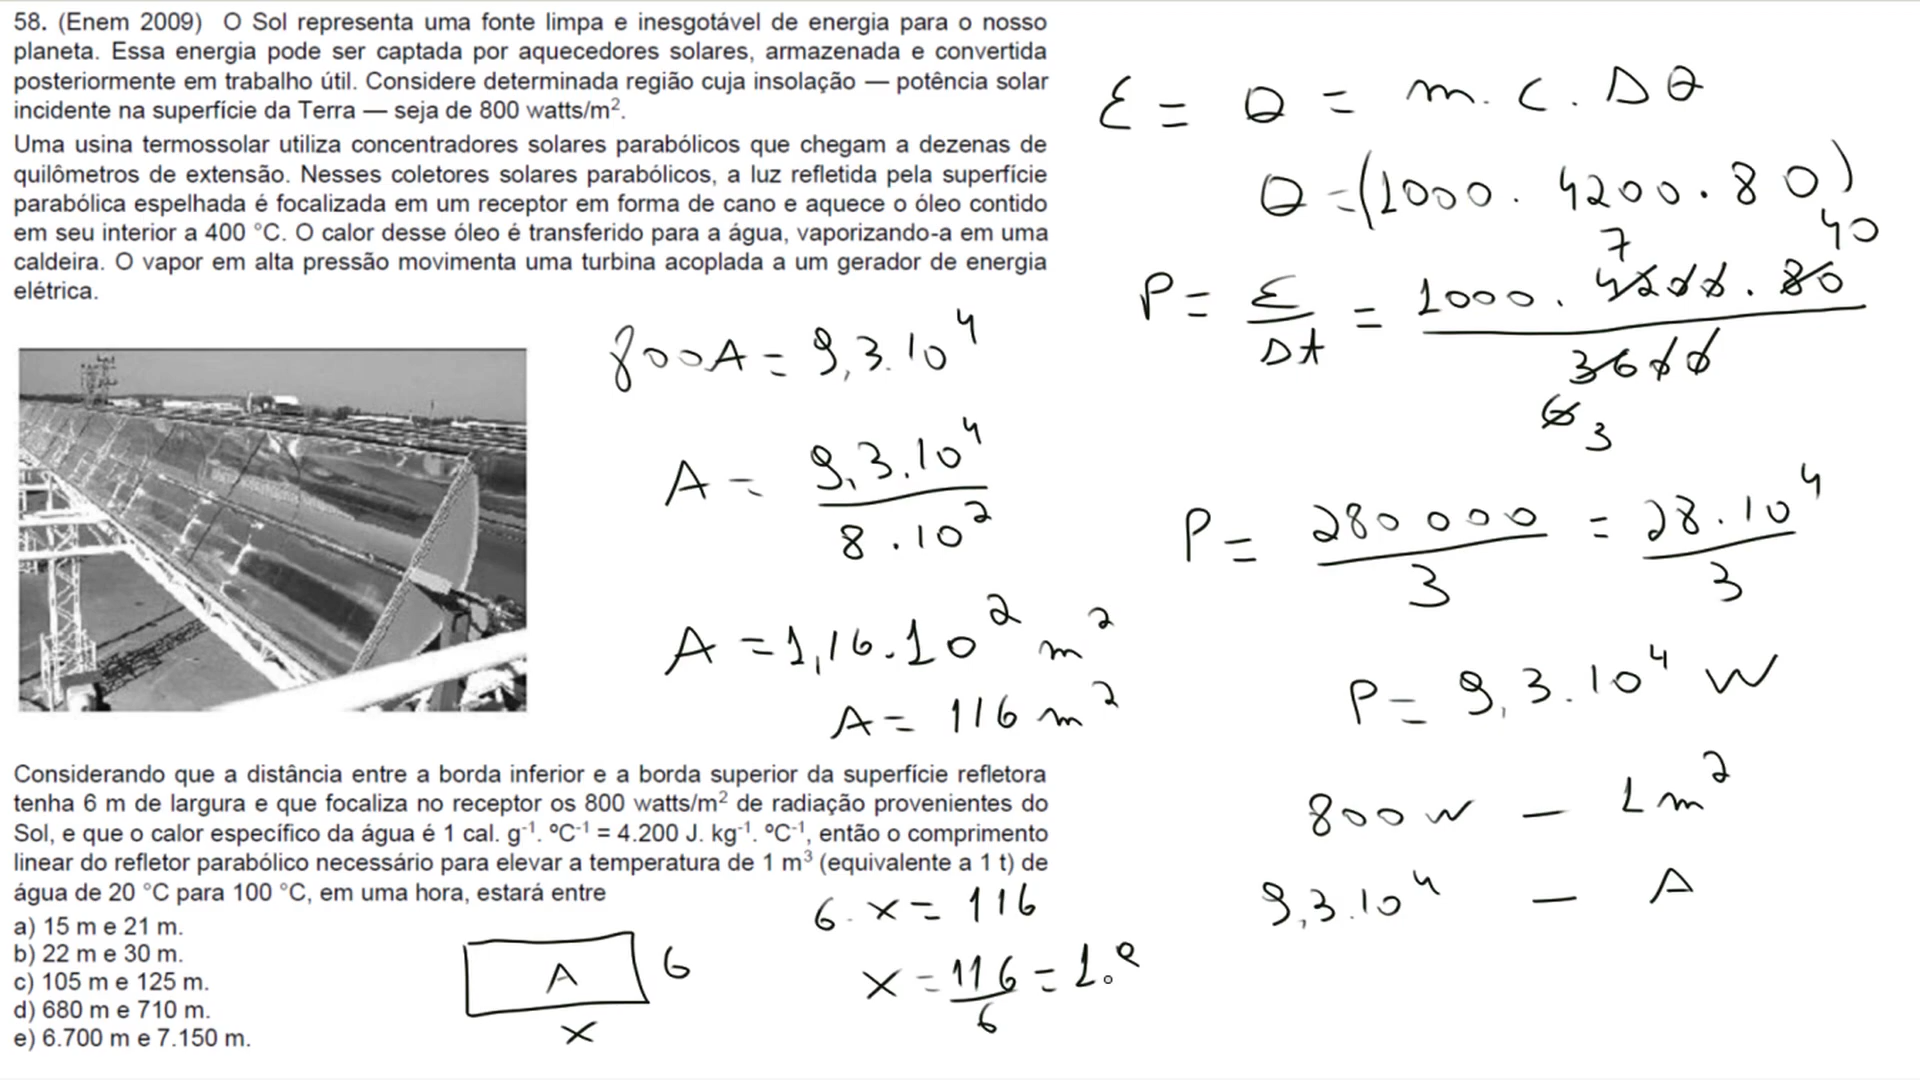 58. (Enem 2009) O Sol representa uma fonte limpa e inesgotável de energia para o nosso
planeta. Essa energia pode ser captada por aquecedores solares, armazenada e convertida
posteriormente em trabalho útil. Considere determinada região cuja insolação — potência solar
incidente na superfície da Terra — seja de 800 watts/m².
Uma usina termossolar utiliza concentradores solares parabólicos que chegam a dezenas de
quilômetros de extensão. Nesses coletores solares parabólicos, a luz refletida pela superfície
parabólica espelhada é focalizada em um receptor em forma de cano e aquece o óleo contido
em seu interior a 400 °C. O calor desse óleo é transferido para a água, vaporizando-a em uma
caldeira. O vapor em alta pressão movimenta uma turbina acoplada a um gerador de energia
elétrica.
Considerando que a distância entre a borda inferior e a borda superior da superfície refletora
tenha 6 m de largura e que focaliza no receptor os 800 watts/m² de radiação provenientes do
Sol, e que o calor específico da água é 1 cal. g⁻¹. ºC⁻¹ = 4.200 J. kg⁻¹. ºC⁻¹, então o comprimento
linear do refletor parabólico necessário para elevar a temperatura de 1 m³ (equivalente a 1 t) de
água de 20 °C para 100 °C, em uma hora, estará entre
a) 15 m e 21 m.
b) 22 m e 30 m.
c) 105 m e 125 m.
d) 680 m e 710 m.
e) 6.700 m e 7.150 m.
ε = Q = m. c. Δθ
Q = (1000. 4200. 80)
7 40
P = ε/Δt = 1000. 4200. 80 / 3600
6 3
P = 280 000/3 = 28.10⁴/3
P = 9,3.10⁴ W
800 W — 1 m²
9,3.10⁴ — A
800A = 9,3.10⁴
A = 9,3.10⁴/8.10²
A = 1,16.10² m²
A = 116 m²
A 6
x
6. x = 116
x = 116/6 = 1.9